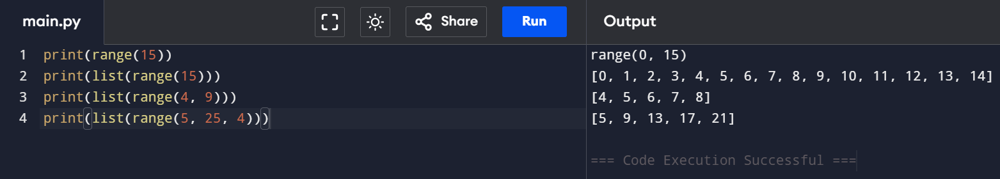 main.py
Share
Run
Output
1 print(range(15))
2 print(list(range(15)))
3 print(list(range(4, 9)))
4 print(list(range(5, 25, 4)))
range(0, 15)
[0, 1, 2, 3, 4, 5, 6, 7, 8, 9, 10, 11, 12, 13, 14]
[4, 5, 6, 7, 8]
[5, 9, 13, 17, 21]
=== Code Execution Successful ===